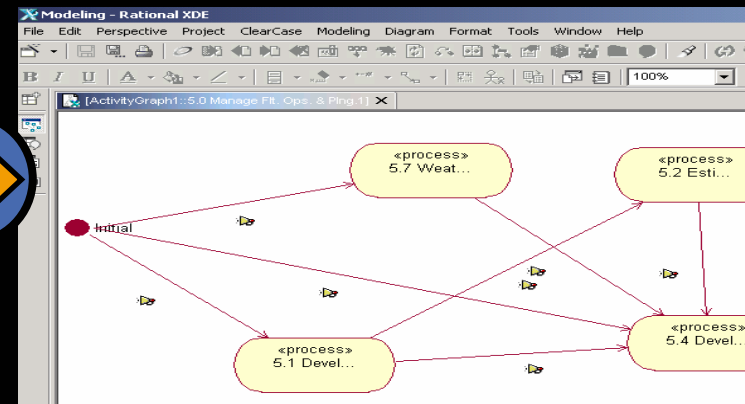 Modeling - Rational XDE
File Edit Perspective Project ClearCase Modeling Diagram Format Tools Window Help
B I U A 100%
[ActivityGraph1::5.0 Manage Flt. Ops. & Plng.1]
«process»
5.7 Weat...
«process»
5.2 Esti...
Initial
«process»
5.4 Devel...
«process»
5.1 Devel...